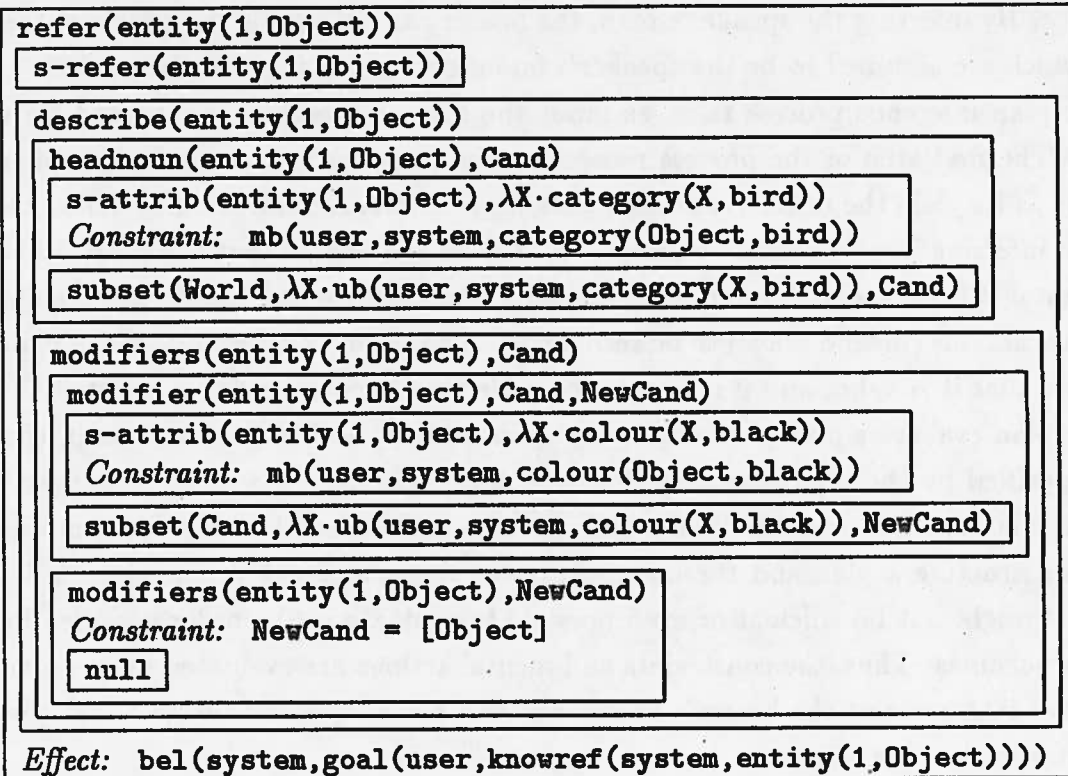 refer(entity(1,Object))
s-refer(entity(1,Object))
describe(entity(1,Object))
headnoun(entity(1,Object),Cand)
s-attrib(entity(1,Object),λX·category(X,bird))
Constraint: mb(user,system,category(Object,bird))
subset(World,λX·ub(user,system,category(X,bird)),Cand)
modifiers(entity(1,Object),Cand)
modifier(entity(1,Object),Cand,NewCand)
s-attrib(entity(1,Object),λX·colour(X,black))
Constraint: mb(user,system,colour(Object,black))
subset(Cand,λX·ub(user,system,colour(X,black)),NewCand)
modifiers(entity(1,Object),NewCand)
Constraint: NewCand = [Object]
null
Effect: bel(system,goal(user,knowref(system,entity(1,Object))))